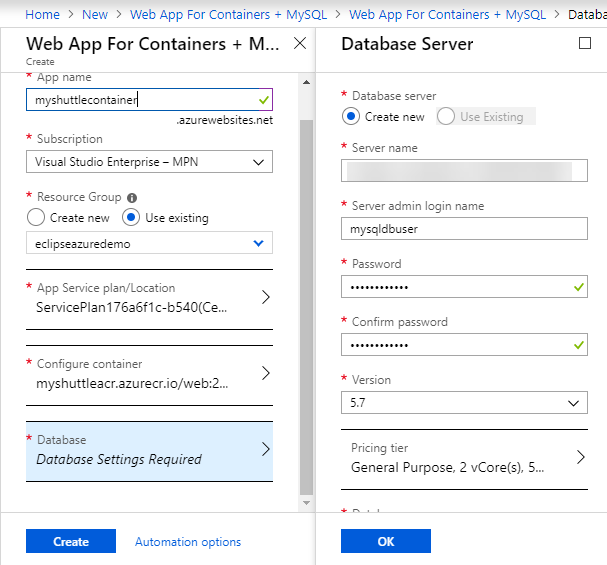 Home > New > Web App For Containers + MySQL > Web App For Containers + MySQL > Databa
Web App For Containers + M...
Create
* App name
myshuttlecontainer
.azurewebsites.net
* Subscription
Visual Studio Enterprise – MPN
* Resource Group
Create new
Use existing
eclipseazuredemo
* App Service plan/Location
ServicePlan176a6f1c-b540(Ce...
* Configure container
myshuttleacr.azurecr.io/web:2...
* Database
Database Settings Required
Create
Automation options
Database Server
* Database server
Create new
Use Existing
* Server name
* Server admin login name
mysqldbuser
* Password
••••••••••••
* Confirm password
••••••••••••
* Version
5.7
Pricing tier
General Purpose, 2 vCore(s), 5...
OK